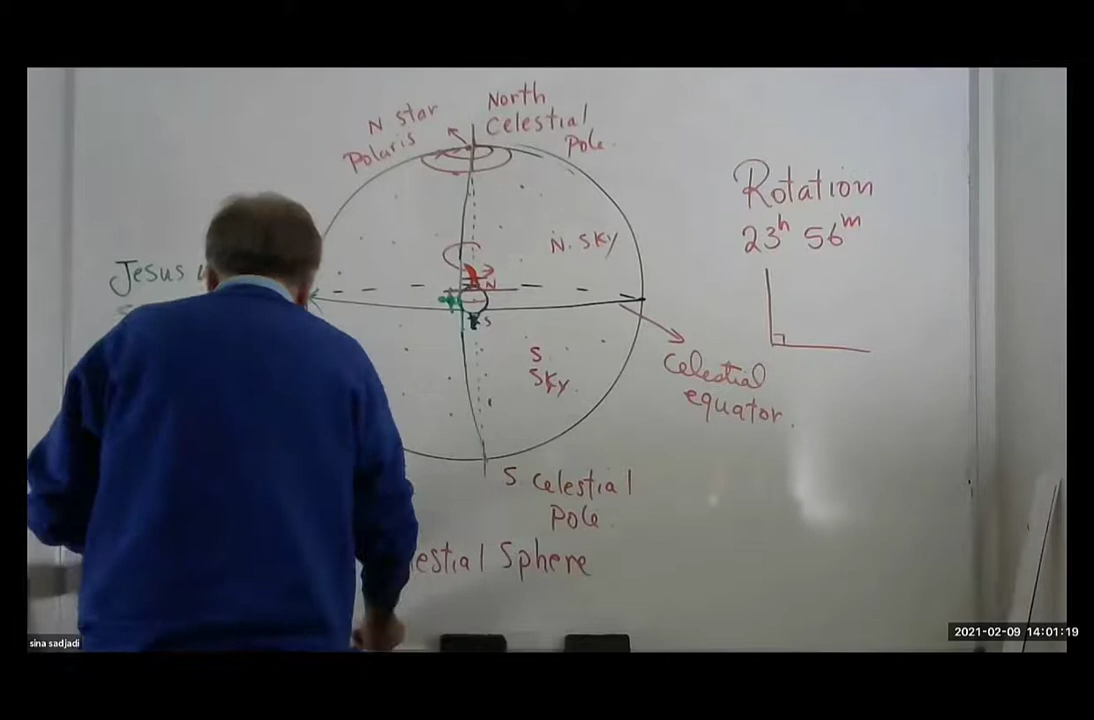 N star
Polaris
North
Celestial
Pole
Rotation
23h 56m
N. SKY
Jesus
N
S
S
SKY
Celestial
equator.
S. Celestial
Pole.
estial Sphere
sina sadjadi
2021-02-09 14:01:19